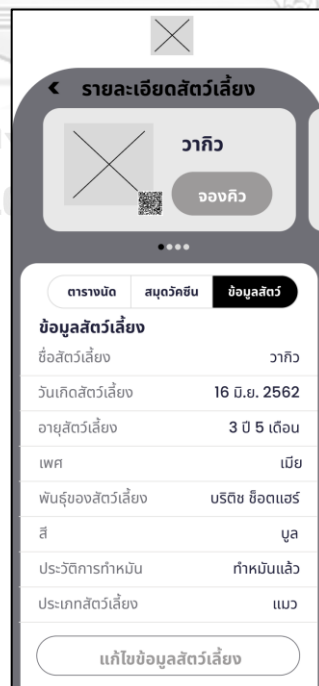 รายละเอียดสัตว์เลี้ยง
วากิว
จองคิว
ตารางนัด สมุดวัคซีน ข้อมูลสัตว์
ข้อมูลสัตว์เลี้ยง
ชื่อสัตว์เลี้ยง วากิว
วันเกิดสัตว์เลี้ยง 16 มิ.ย. 2562
อายุสัตว์เลี้ยง 3 ปี 5 เดือน
เพศ เมีย
พันธุ์ของสัตว์เลี้ยง บริติช ช็อตแฮร์
สี บูล
ประวัติการทำหมัน ทำหมันแล้ว
ประเภทสัตว์เลี้ยง แมว
แก้ไขข้อมูลสัตว์เลี้ยง